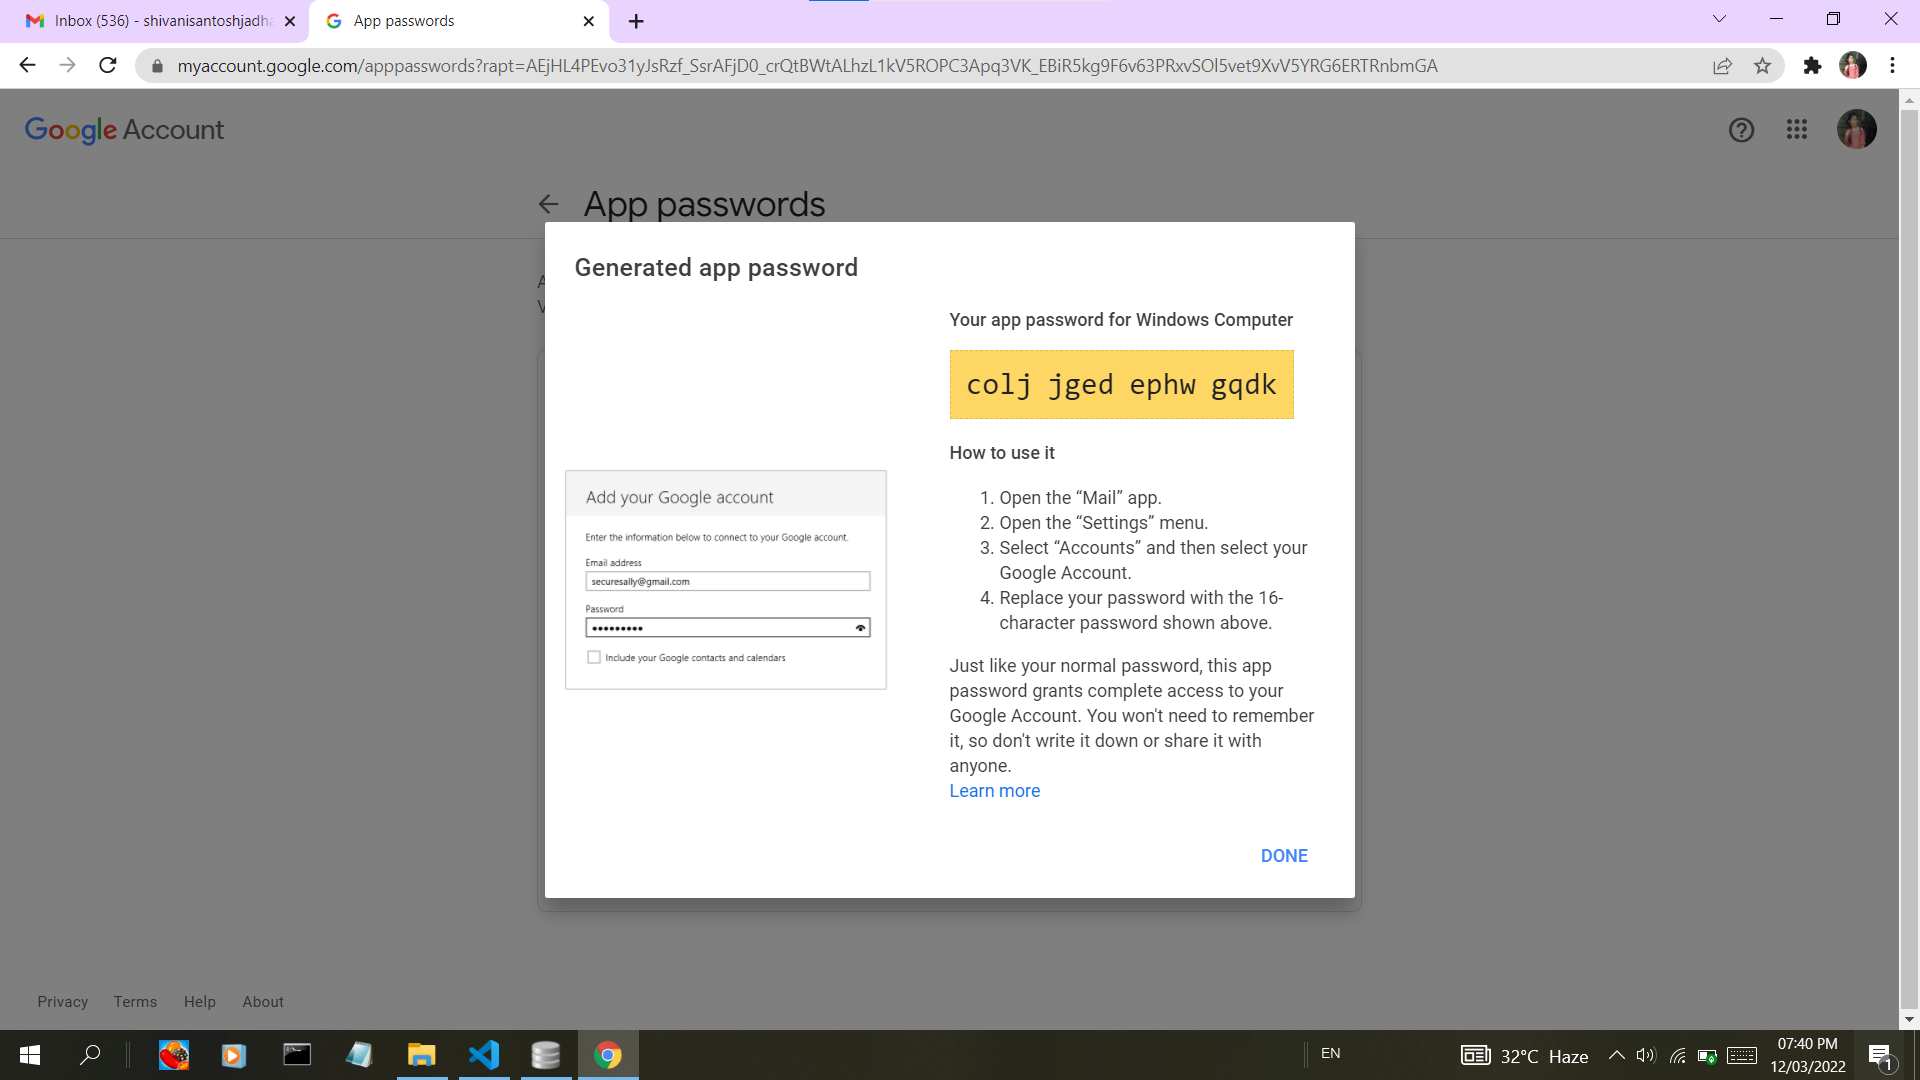 Inbox (536) - shivanisantoshjadha
App passwords
myaccount.google.com/apppasswords?rapt=AEjHL4PEvo31yJsRzf_SsrAFjD0_crQtBWtALhzL1kV5ROPC3Apq3VK_EBiR5kg9F6v63PRxvSOl5vet9XvV5YRG6ERTRnbmGA
Google Account
App passwords
Generated app password
Your app password for Windows Computer
colj jged ephw gqdk
How to use it
1. Open the “Mail” app.
2. Open the “Settings” menu.
3. Select “Accounts” and then select your
Google Account.
4. Replace your password with the 16-
character password shown above.
Just like your normal password, this app
password grants complete access to your
Google Account. You won't need to remember
it, so don't write it down or share it with
anyone.
Learn more
DONE
Add your Google account
Enter the information below to connect to your Google account.
Email address
securesally@gmail.com
Password
•••••••••
Include your Google contacts and calendars
Privacy Terms Help About
EN
32°C Haze
07:40 PM
12/03/2022
1